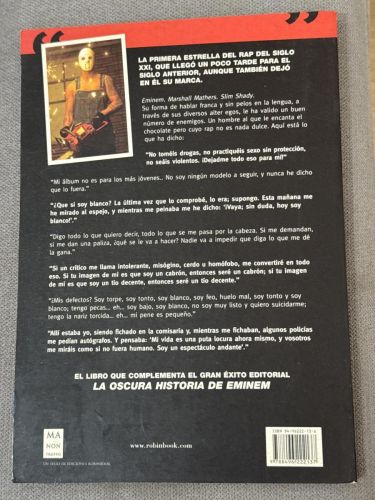 “
”
LA PRIMERA ESTRELLA DEL RAP DEL SIGLO
XXI, QUE LLEGÓ UN POCO TARDE PARA EL
SIGLO ANTERIOR, AUNQUE TAMBIÉN DEJÓ
EN ÉL SU MARCA.
Eminem. Marshall Mathers. Slim Shady.
Su forma de hablar franca y sin pelos en la lengua, a
través de sus diversos alter egos, le ha valido un buen
número de enemigos. Un hombre al que le encanta el
chocolate pero cuyo rap no es nada dulce. Aquí está lo
que ha dicho:
“No toméis drogas, no practiquéis sexo sin protección,
no seáis violentos. ¡Dejadme todo eso para mí!”
“Mi álbum no es para los más jóvenes.. No soy ningún modelo a seguir, y nunca he dicho
que lo fuera.”
“¿Que si soy blanco? La última vez que lo comprobé, lo era; supongo. Esta mañana me
he mirado al espejo, y mientras me peinaba me he dicho: ‘¡Vaya; sin duda, hoy soy
blanco!’.”
“Digo todo lo que quiero decir, todo lo que se me pasa por la cabeza. Si me demandan,
si me dan una paliza, ¿qué se le va a hacer? Nadie va a impedir que diga lo que me dé
la gana.”
“Si un crítico me llama intolerante, misógino, cerdo u homófobo, me convertiré en todo
eso. Si tu imagen de mí es que soy un cabrón, entonces seré un cabrón; si tu imagen
de mí es que soy un tío decente, entonces seré un tío decente.”
“¿Mis defectos? Soy torpe, soy tonto, soy blanco, soy feo, huelo mal, soy tonto y soy
blanco; tengo pecas... eh... soy bajo, soy blanco, no soy muy listo y quiero suicidarme;
tengo la nariz torcida... eh... mi pene es pequeño.”
“Allí estaba yo, siendo fichado en la comisaría y, mientras me fichaban, algunos policías
me pedían autógrafos. Y pensaba: ‘Mi vida es una puta locura ahora mismo, y vosotros
me miráis como si no fuera humano. Soy un espectáculo andante’.”
EL LIBRO QUE COMPLEMENTA EL GRAN ÉXITO EDITORIAL
LA OSCURA HISTORIA DE EMINEM
MA
NON
TROPPO
UN SELLO DE EDICIONES ROBINBOOK
www.robinbook.com
ISBN 84-96222-13-6
9788496222137